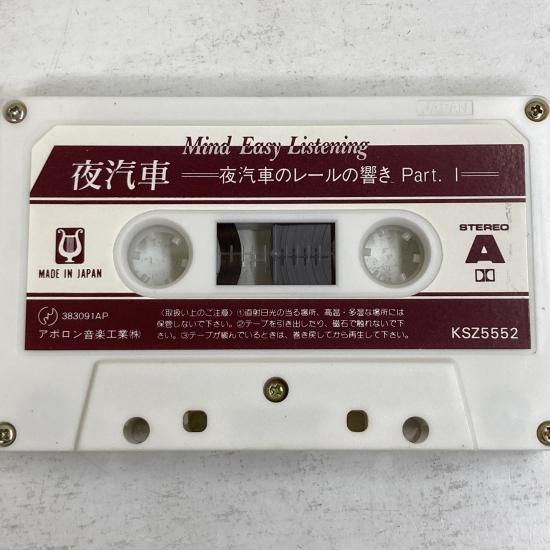 JAPAN
Mind Easy Listening
夜汽車 ―夜汽車のレールの響き Part. I―
STEREO
A
MADE IN JAPAN
383091AP
アポロン音楽工業㈱
〈取扱い上のご注意〉①直射日光の当る場所、高温・多湿な場所には
保管しないで下さい。②テープを引き出したり、磁石で触れないで下
さい。③テープが緩んでいるときは、巻き戻してから再生して下さい。
KSZ5552